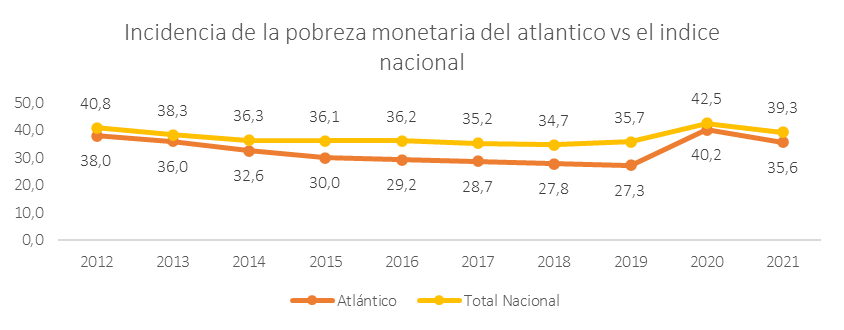 Incidencia de la pobreza monetaria del atlantico vs el indice
nacional
40,8 38,3 36,3 36,1 36,2 35,2 34,7 35,7 42,5 39,3
50,0
40,0
30,0
20,0
10,0
0,0
38,0 36,0 32,6 30,0 29,2 28,7 27,8 27,3 40,2 35,6
2012 2013 2014 2015 2016 2017 2018 2019 2020 2021
Atlántico Total Nacional